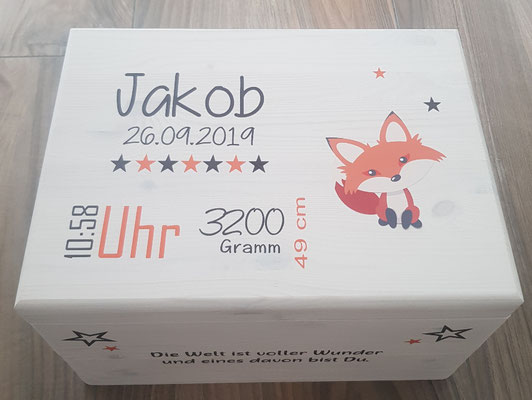 Jakob
26.09.2019
10:58 Uhr
3200
Gramm
49 cm
Die Welt ist voller Wunder
und eines davon bist Du.